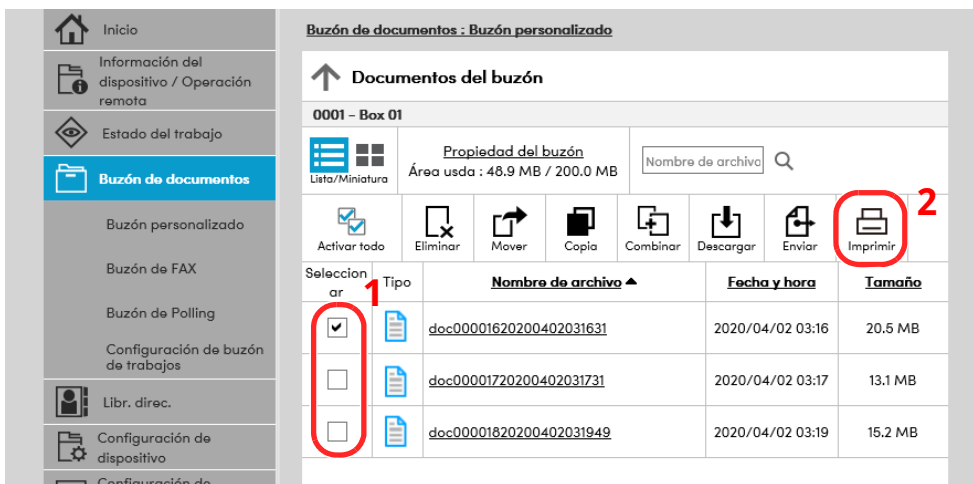 Inicio
Información del
dispositivo / Operación
remota
Estado del trabajo
Buzón de documentos
Buzón personalizado
Buzón de FAX
Buzón de Polling
Configuración de buzón
de trabajos
Libr. direc.
Configuración de
dispositivo
Configuración de
Buzón de documentos : Buzón personalizado
Documentos del buzón
0001 - Box 01
Lista/Miniatura
Propiedad del buzón
Área usda : 48.9 MB / 200.0 MB
Nombre de archivo
2
Activar todo Eliminar Mover Copia Combinar Descargar Enviar Imprimir
Seleccion
ar Tipo Nombre de archivo Fecha y hora Tamaño
1
doc00001620200402031631 2020/04/02 03:16 20.5 MB
doc00001720200402031731 2020/04/02 03:17 13.1 MB
doc00001820200402031949 2020/04/02 03:19 15.2 MB